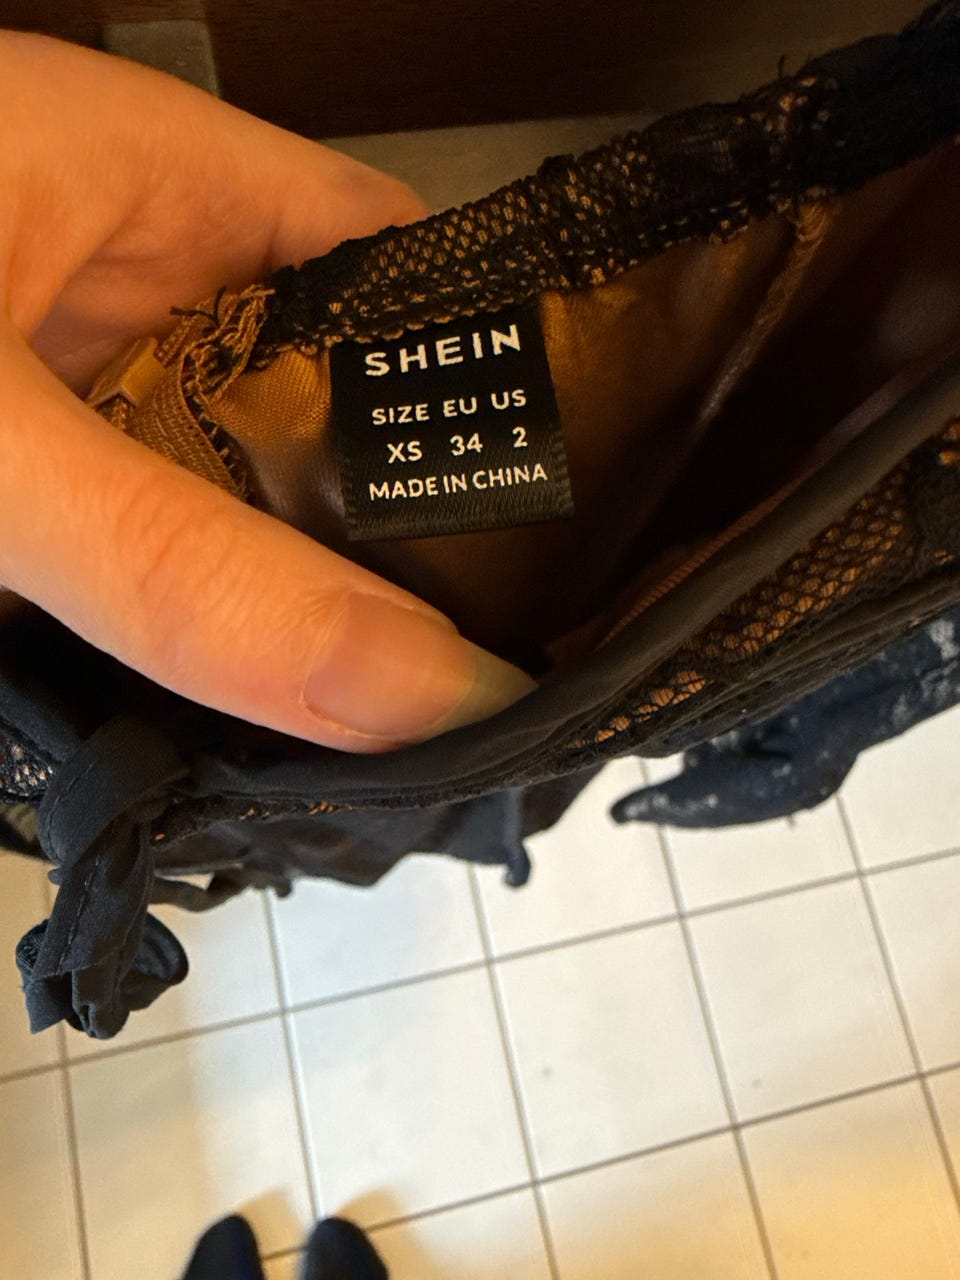 SHEIN
SIZE EU US
XS 34 2
MADE IN CHINA